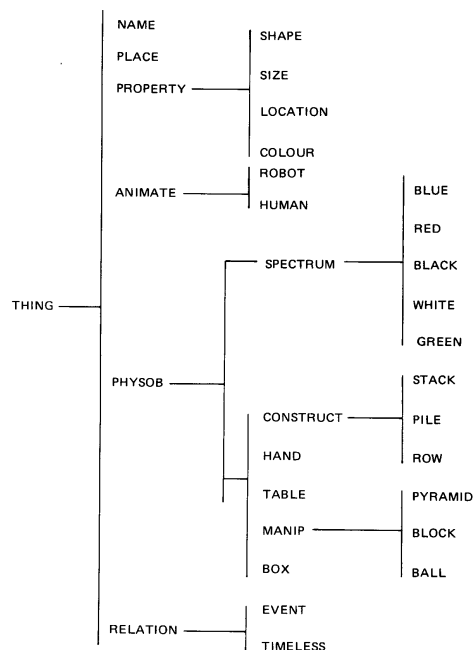 NAME
PLACE
PROPERTY
SHAPE
SIZE
LOCATION
COLOUR
ANIMATE
ROBOT
HUMAN
THING
PHYSOB
SPECTRUM
BLUE
RED
BLACK
WHITE
GREEN
CONSTRUCT
STACK
PILE
ROW
HAND
TABLE
MANIP
PYRAMID
BLOCK
BALL
BOX
RELATION
EVENT
TIMELESS